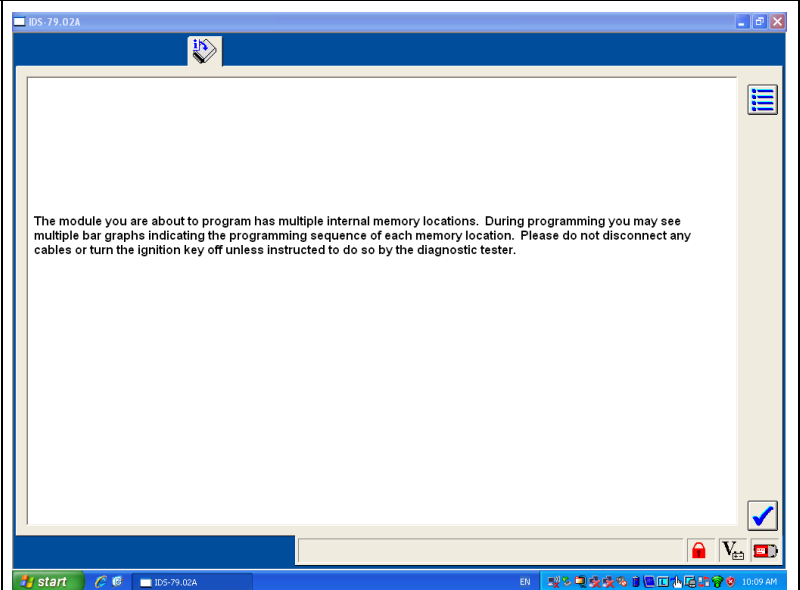 IDS-79.02A
The module you are about to program has multiple internal memory locations.  During programming you may see
multiple bar graphs indicating the programming sequence of each memory location.  Please do not disconnect any
cables or turn the ignition key off unless instructed to do so by the diagnostic tester.
V
start
IDS-79.02A
EN
10:09 AM